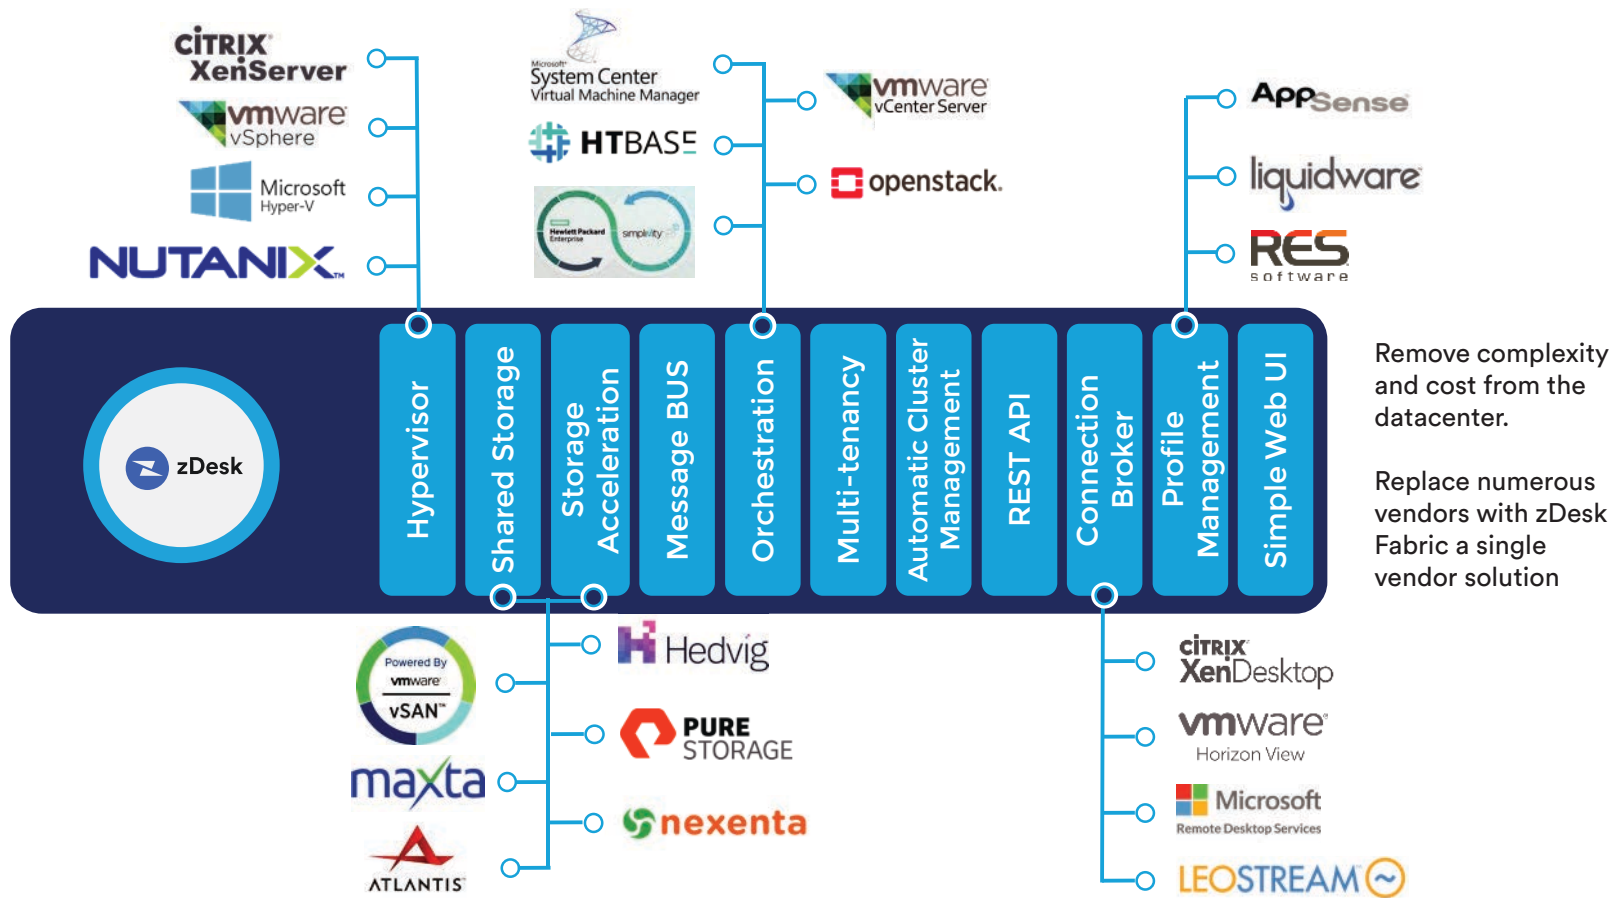 CITRIX
XenServer
vmware
vSphere
Microsoft
Hyper-V
NUTANIX™
Microsoft
System Center
Virtual Machine Manager
HTBASE
Hewlett Packard
Enterprise
simplivity
vmware
vCenter Server
openstack.
AppSense
liquidware
RES
software
zDesk
Hypervisor
Shared Storage
Storage
Acceleration
Message BUS
Orchestration
Multi-tenancy
Automatic Cluster
Management
REST API
Connection
Broker
Profile
Management
Simple Web UI
Remove complexity
and cost from the
datacenter.
Replace numerous
vendors with zDesk
Fabric a single
vendor solution
Powered By
vmware
vSAN™
maxta
ATLANTIS
Hedvig
PURE
STORAGE
nexenta
CITRIX
XenDesktop
vmware
Horizon View
Microsoft
Remote Desktop Services
LEOSTREAM